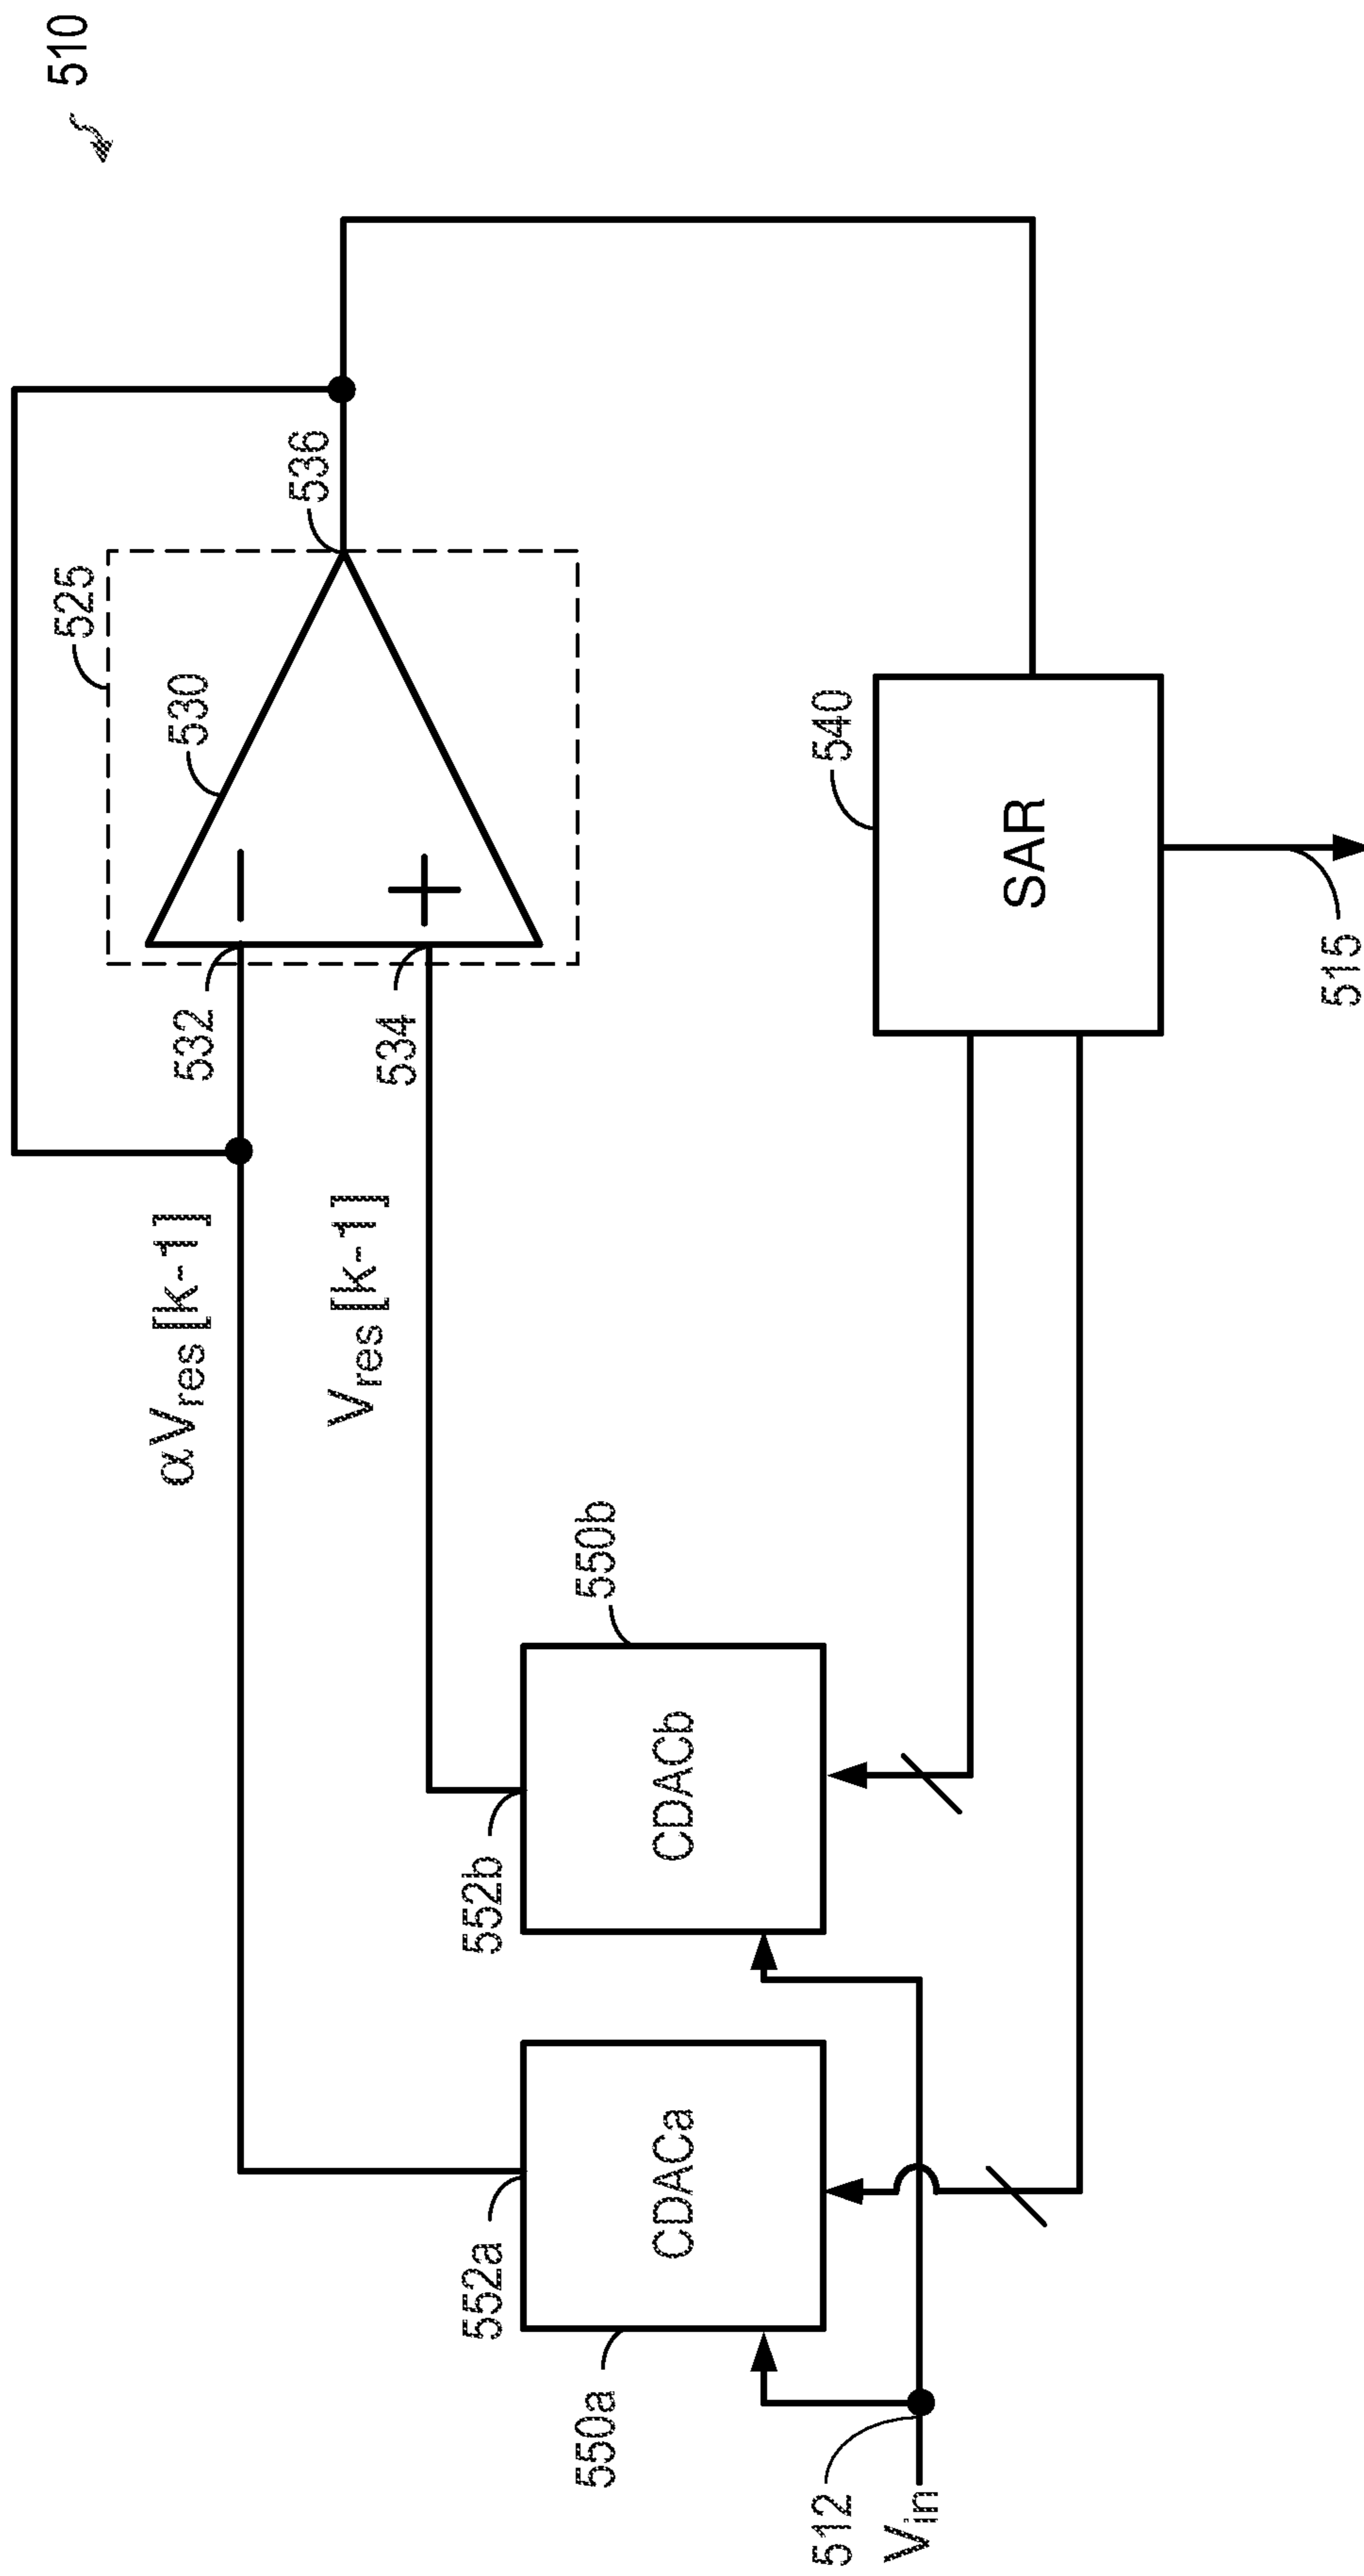 510
525
530
536
532
534
αVres [k-1]
Vres [k-1]
552a
550a
CDACa
552b
550b
CDACb
540
SAR
515
512
Vin